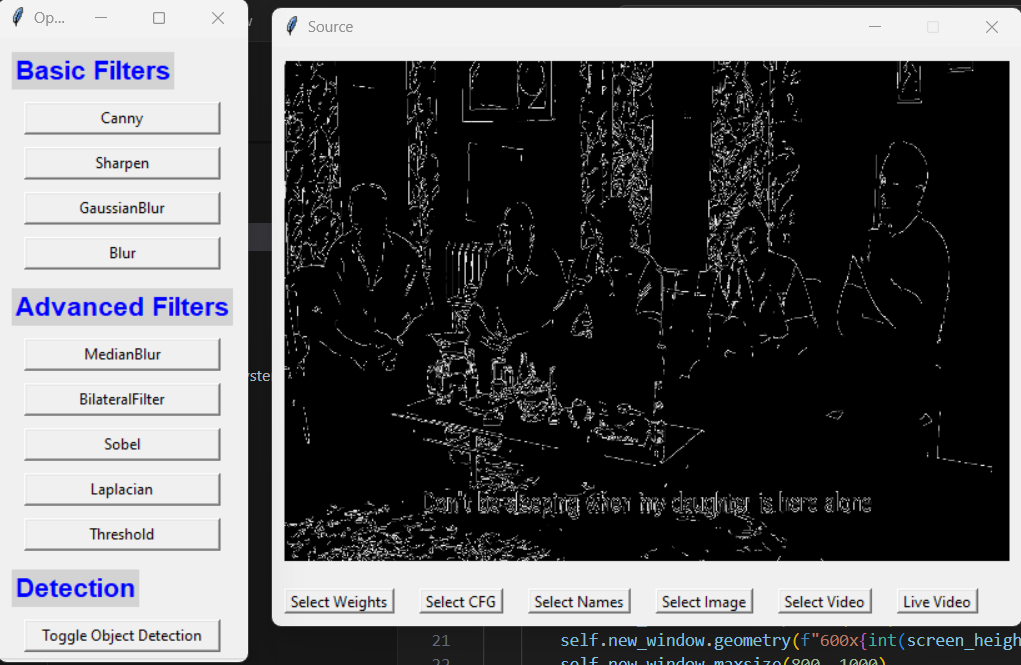 Op...
Basic Filters
Canny
Sharpen
GaussianBlur
Blur
Advanced Filters
MedianBlur
BilateralFilter
Sobel
Laplacian
Threshold
Detection
Toggle Object Detection
Source
Don't be sleeping when my daughter is here alone
Select Weights
Select CFG
Select Names
Select Image
Select Video
Live Video
yste
21 self.new_window.geometry(f"600x{int(screen_heigh
22 self.new_window.maxsize(800, 1000)